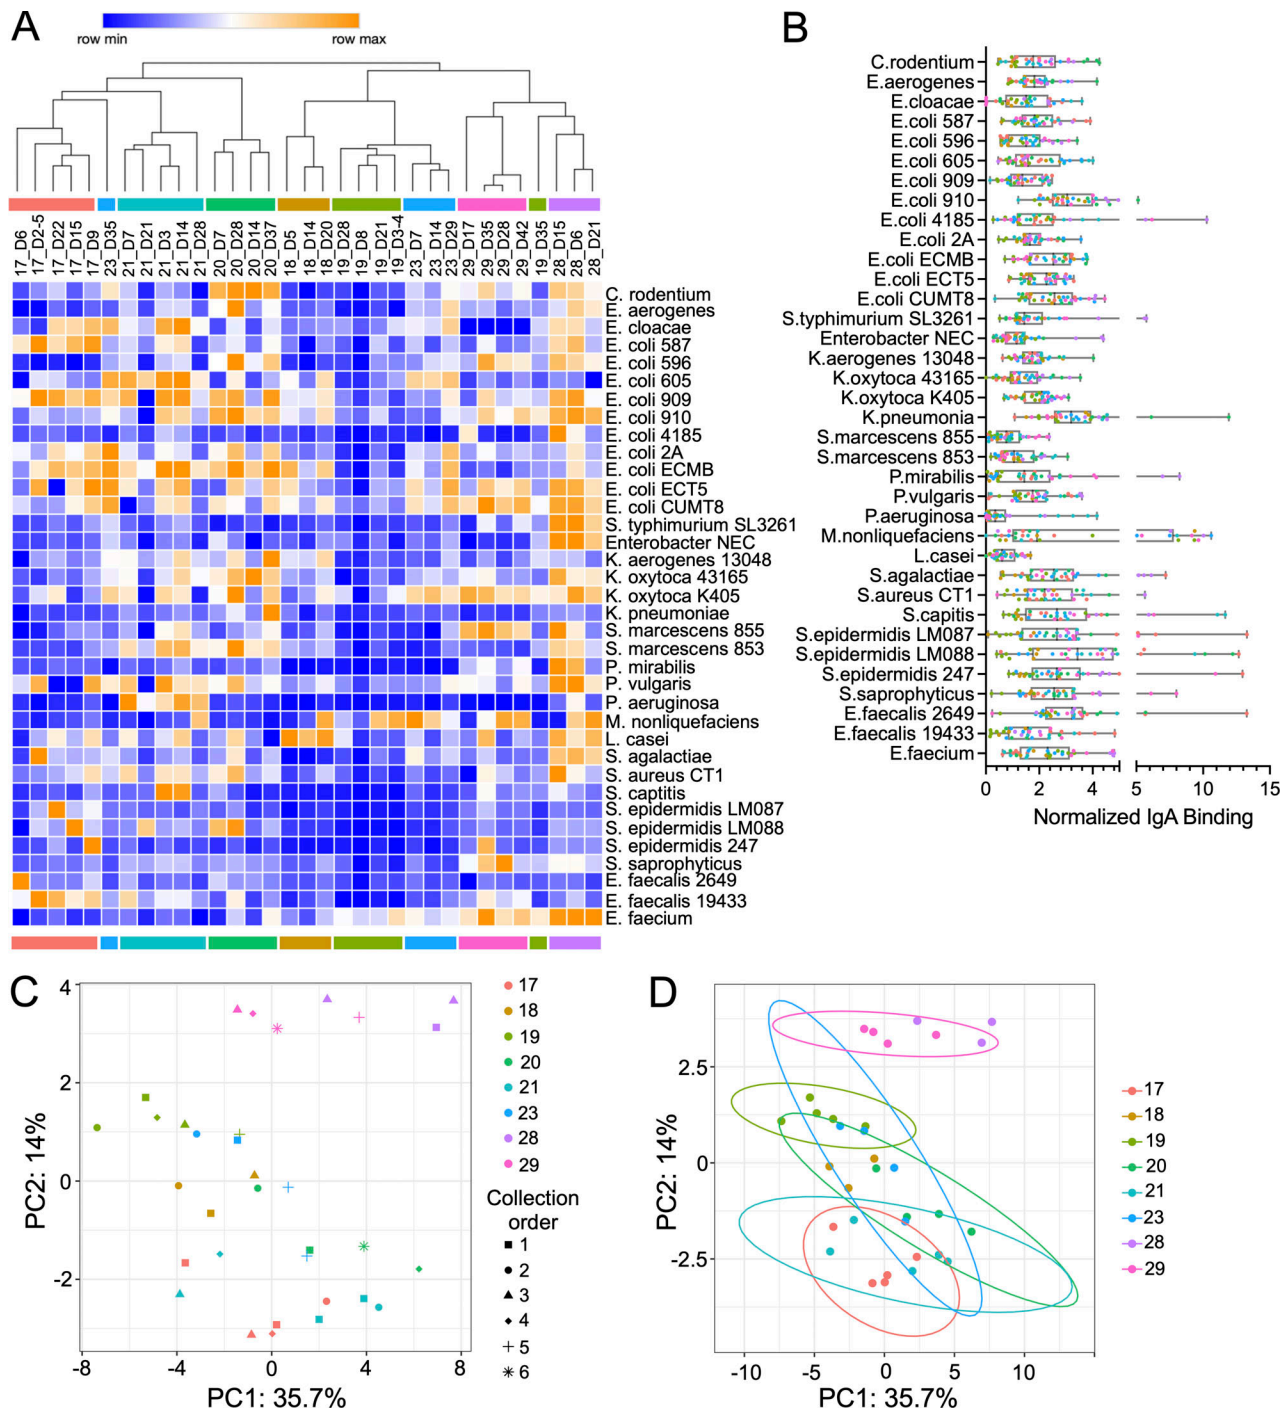 A
row min
row max
17_D6
17_D2-5
17_D22
17_D15
17_D9
23_D35
21_D7
21_D21
21_D3
21_D14
21_D28
20_D7
20_D28
20_D14
20_D37
18_D5
18_D14
18_D20
19_D28
19_D8
19_D21
19_D3-4
23_D7
23_D14
23_D29
29_D17
29_D35
29_D28
29_D42
19_D35
28_D15
28_D6
28_D21
C. rodentium
E. aerogenes
E. cloacae
E. coli 587
E. coli 596
E. coli 605
E. coli 909
E. coli 910
E. coli 4185
E. coli 2A
E. coli ECMB
E. coli ECT5
E. coli CUMT8
S. typhimurium SL3261
Enterobacter NEC
K. aerogenes 13048
K. oxytoca 43165
K. oxytoca K405
K. pneumoniae
S. marcescens 855
S. marcescens 853
P. mirabilis
P. vulgaris
P. aeruginosa
M. nonliquefaciens
L. casei
S. agalactiae
S. aureus CT1
S. captitis
S. epidermidis LM087
S. epidermidis LM088
S. epidermidis 247
S. saprophyticus
E. faecalis 2649
E. faecalis 19433
E. faecium
B
C.rodentium
E.aerogenes
E.cloacae
E.coli 587
E.coli 596
E.coli 605
E.coli 909
E.coli 910
E.coli 4185
E.coli 2A
E.coli ECMB
E.coli ECT5
E.coli CUMT8
S.typhimurium SL3261
Enterobacter NEC
K.aerogenes 13048
K.oxytoca 43165
K.oxytoca K405
K.pneumonia
S.marcescens 855
S.marcescens 853
P.mirabilis
P.vulgaris
P.aeruginosa
M.nonliquefaciens
L.casei
S.agalactiae
S.aureus CT1
S.capitis
S.epidermidis LM087
S.epidermidis LM088
S.epidermidis 247
S.saprophyticus
E.faecalis 2649
E.faecalis 19433
E.faecium
0 2 4 5 10 15
Normalized IgA Binding
C
4
2
0
-2
-8 -4 0 4 8
PC2: 14%
PC1: 35.7%
17
18
19
20
21
23
28
29
Collection
order
1
2
3
4
5
6
D
2.5
0
-2.5
-10 -5 0 5 10
PC2: 14%
PC1: 35.7%
17
18
19
20
21
23
28
29